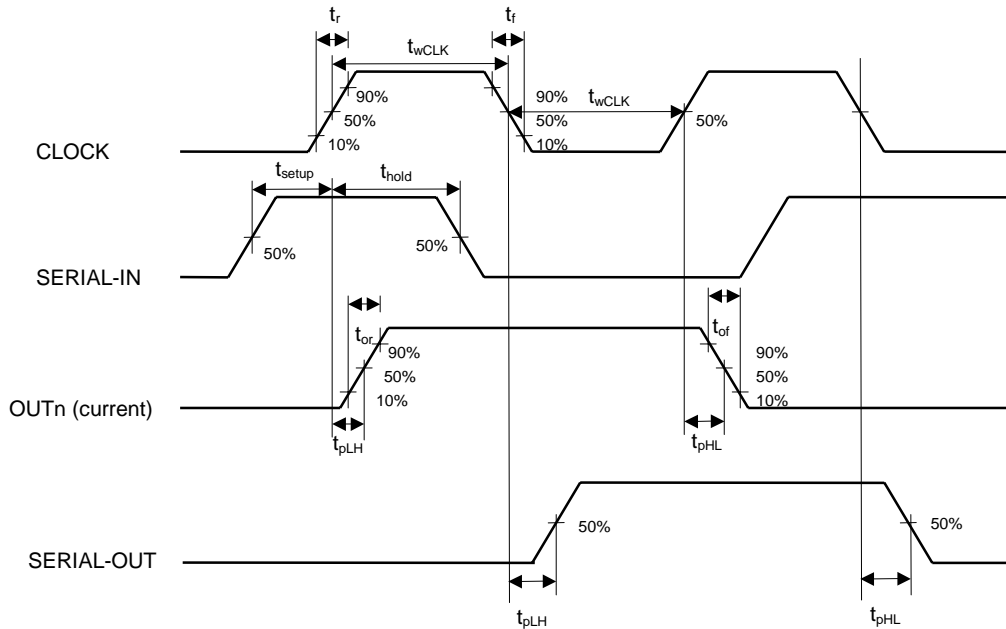 tr
tf
twCLK
90%
50%
10%
90%
50%
10%
twCLK
50%
CLOCK
tsetup
thold
50%
50%
SERIAL-IN
tor
90%
50%
10%
tof
90%
50%
10%
OUTn (current)
tpLH
tpHL
50%
50%
SERIAL-OUT
tpLH
tpHL